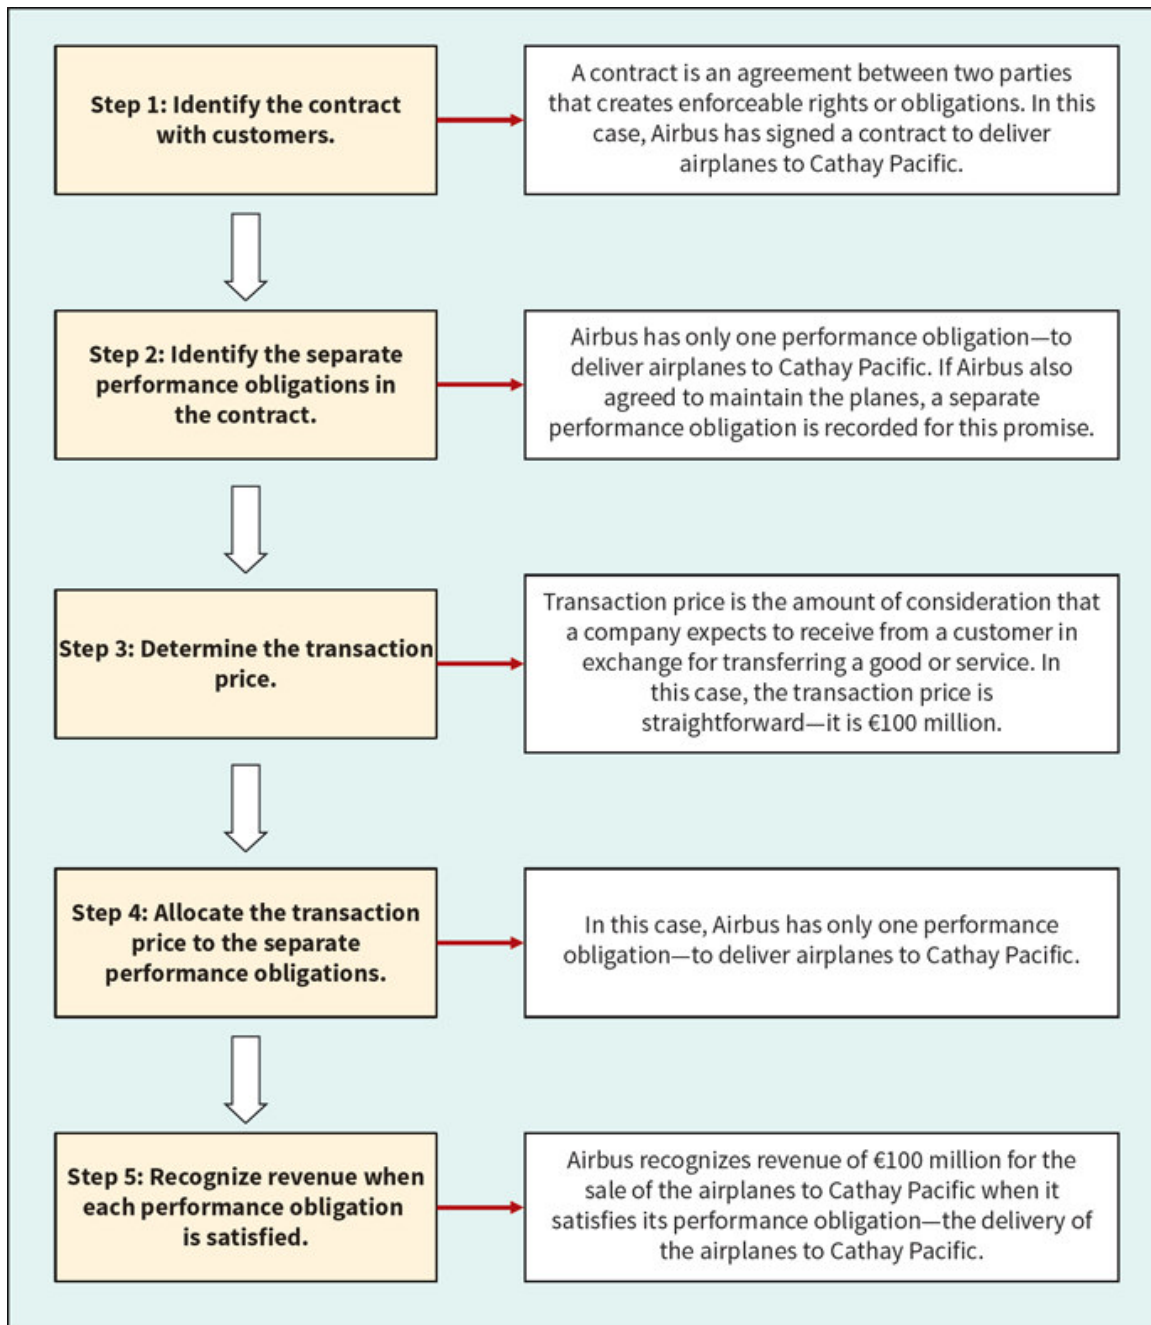 Step 1: Identify the contract
with customers.
A contract is an agreement between two parties
that creates enforceable rights or obligations. In this
case, Airbus has signed a contract to deliver
airplanes to Cathay Pacific.
Step 2: Identify the separate
performance obligations in
the contract.
Airbus has only one performance obligation—to
deliver airplanes to Cathay Pacific. If Airbus also
agreed to maintain the planes, a separate
performance obligation is recorded for this promise.
Step 3: Determine the transaction
price.
Transaction price is the amount of consideration that
a company expects to receive from a customer in
exchange for transferring a good or service. In
this case, the transaction price is
straightforward—it is €100 million.
Step 4: Allocate the transaction
price to the separate
performance obligations.
In this case, Airbus has only one performance
obligation—to deliver airplanes to Cathay Pacific.
Step 5: Recognize revenue when
each performance obligation
is satisfied.
Airbus recognizes revenue of €100 million for the
sale of the airplanes to Cathay Pacific when it
satisfies its performance obligation—the delivery of
the airplanes to Cathay Pacific.